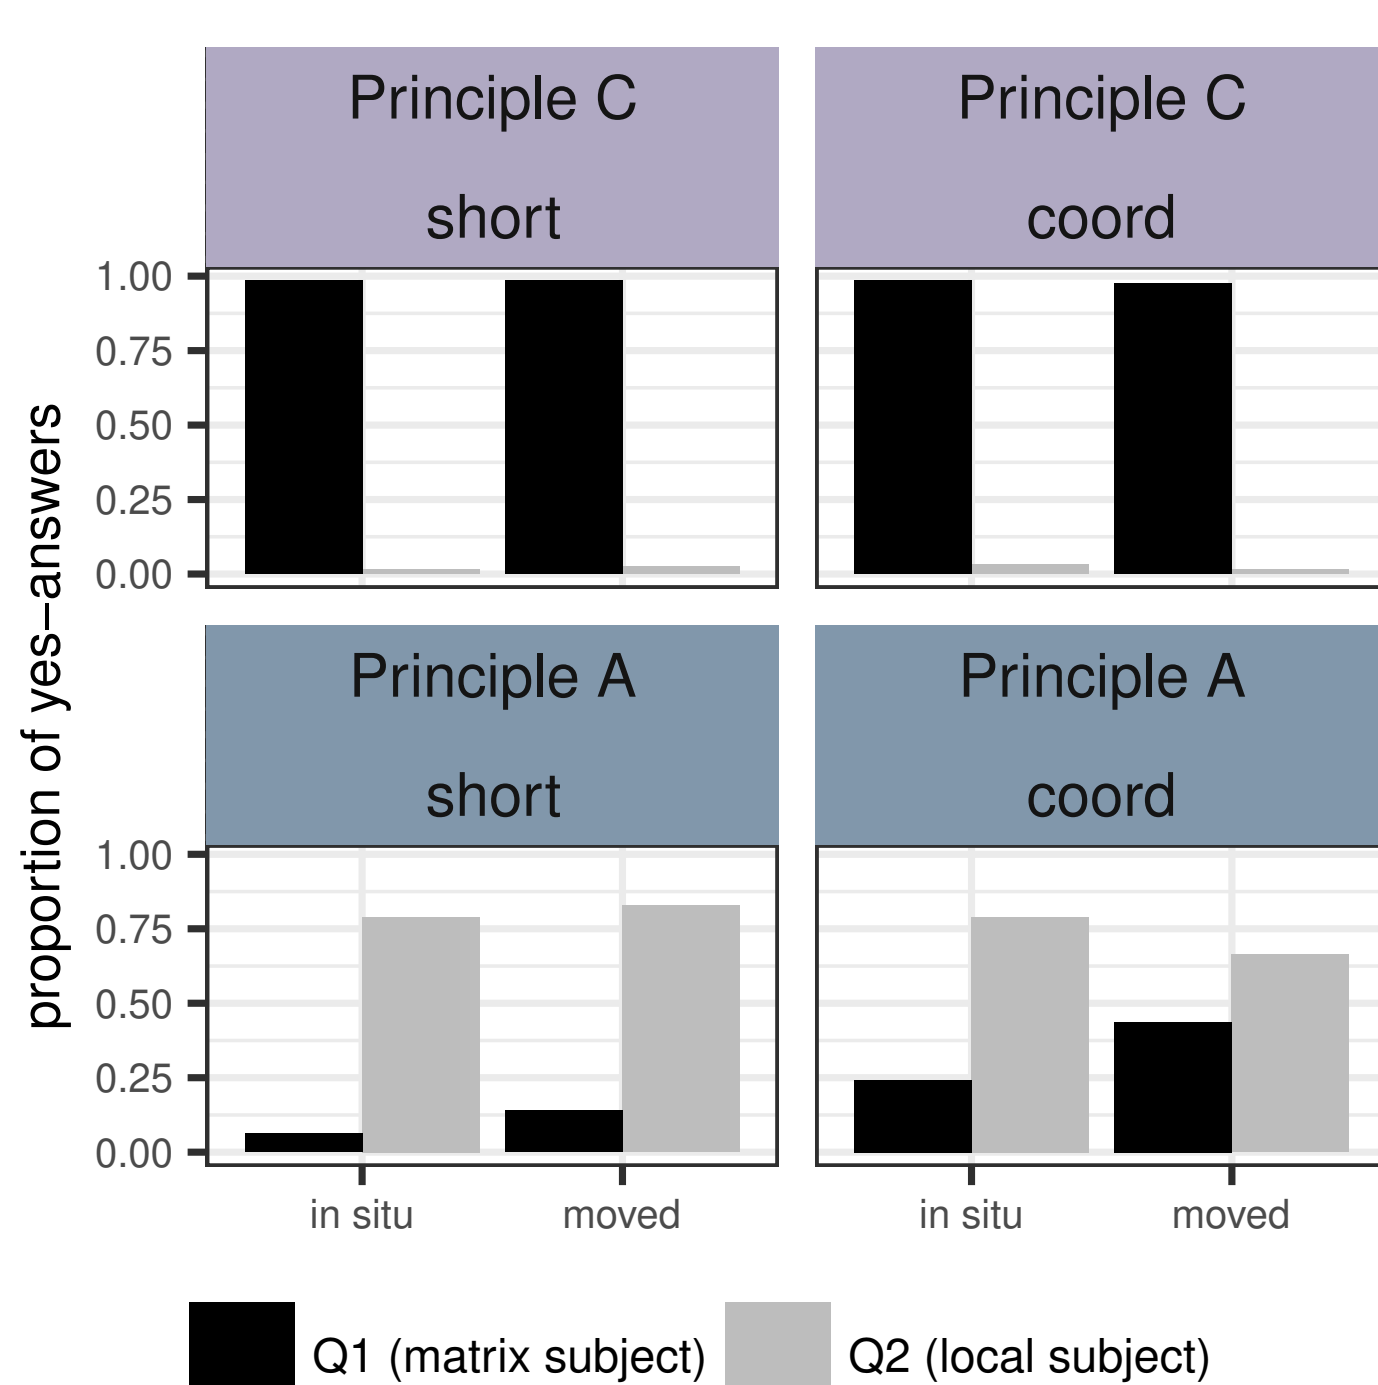 Principle C
short
Principle C
coord
1.00
0.75
0.50
0.25
0.00
proportion of yes−answers
Principle A
short
Principle A
coord
1.00
0.75
0.50
0.25
0.00
in situ
moved
in situ
moved
Q1 (matrix subject)
Q2 (local subject)